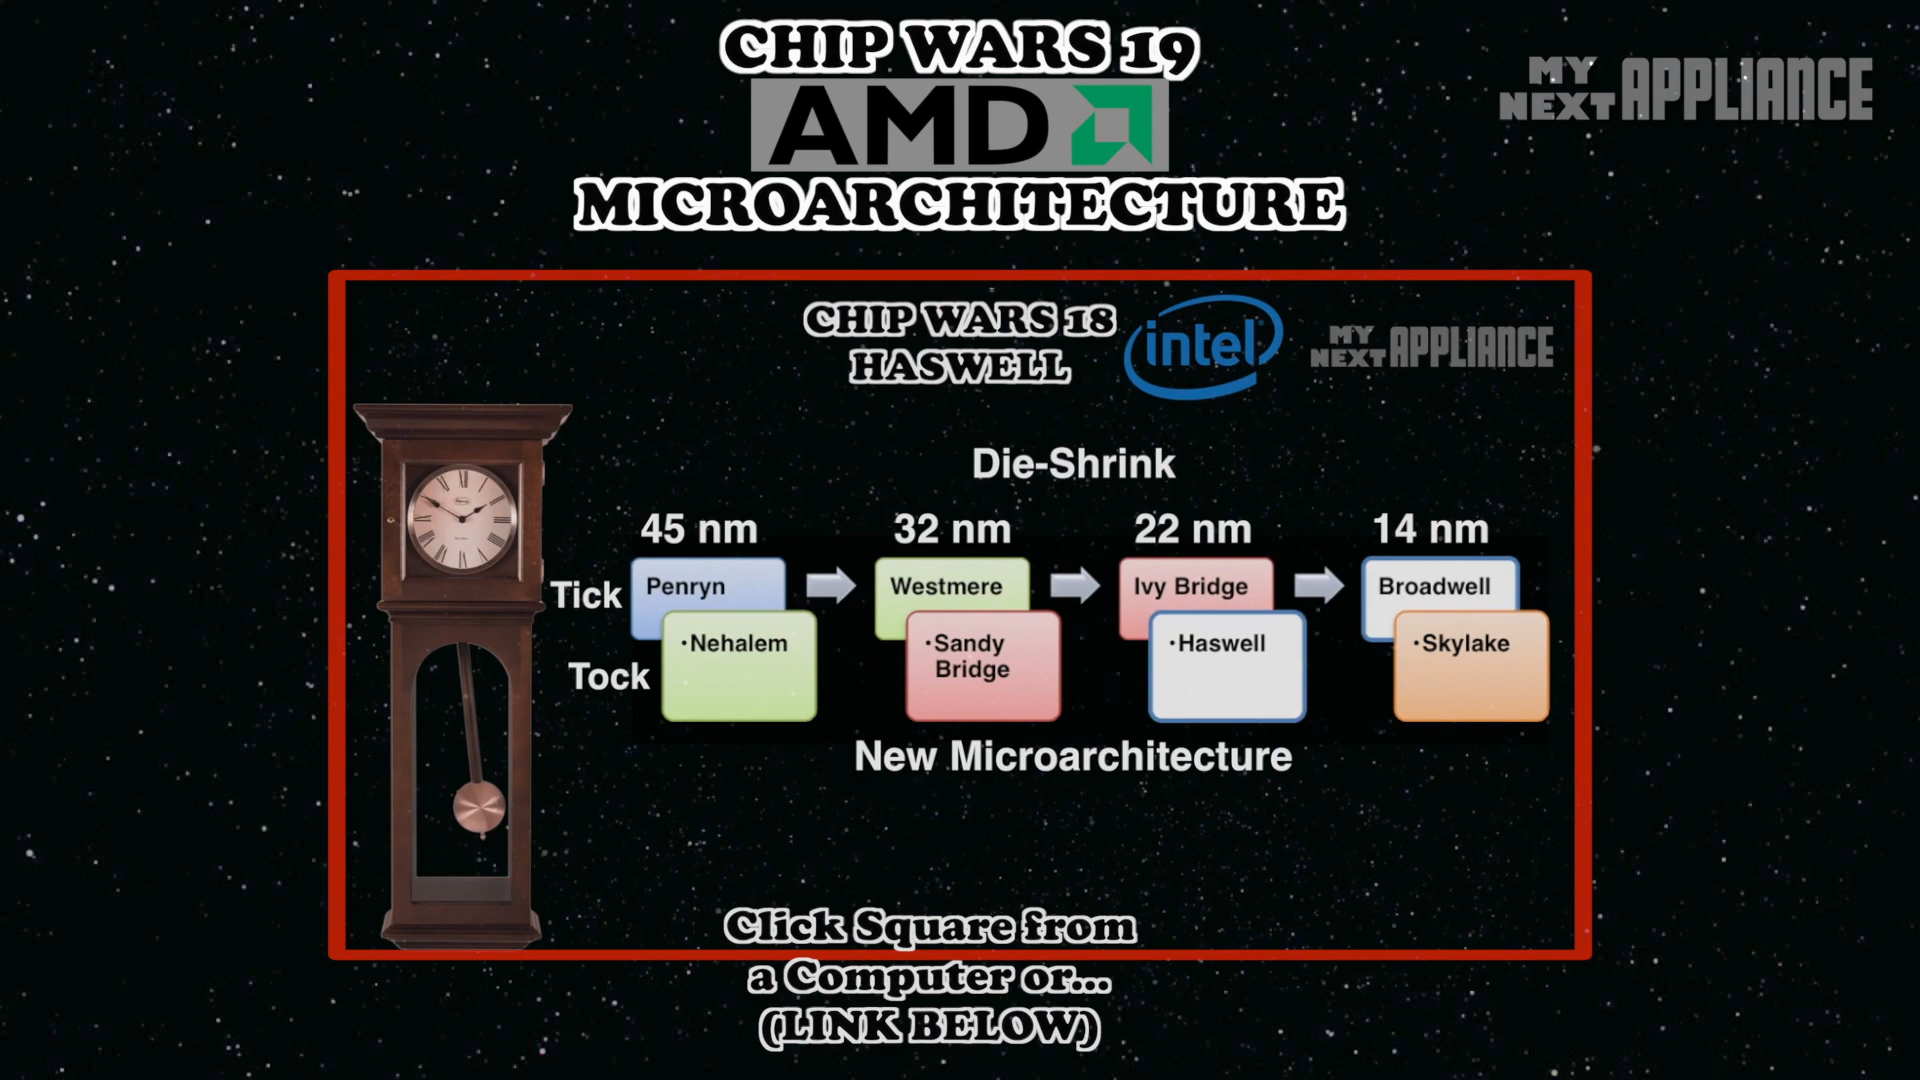 CHIP WARS 19
AMD
MICROARCHITECTURE
MY
NEXT APPLIANCE
CHIP WARS 18
HASWELL
intel
MY
NEXT APPLIANCE
Die-Shrink
45 nm
32 nm
22 nm
14 nm
Tick
Penryn
Westmere
Ivy Bridge
Broadwell
Tock
·Nehalem
·Sandy
Bridge
·Haswell
·Skylake
New Microarchitecture
Click Square from
a Computer or...
(LINK BELOW)